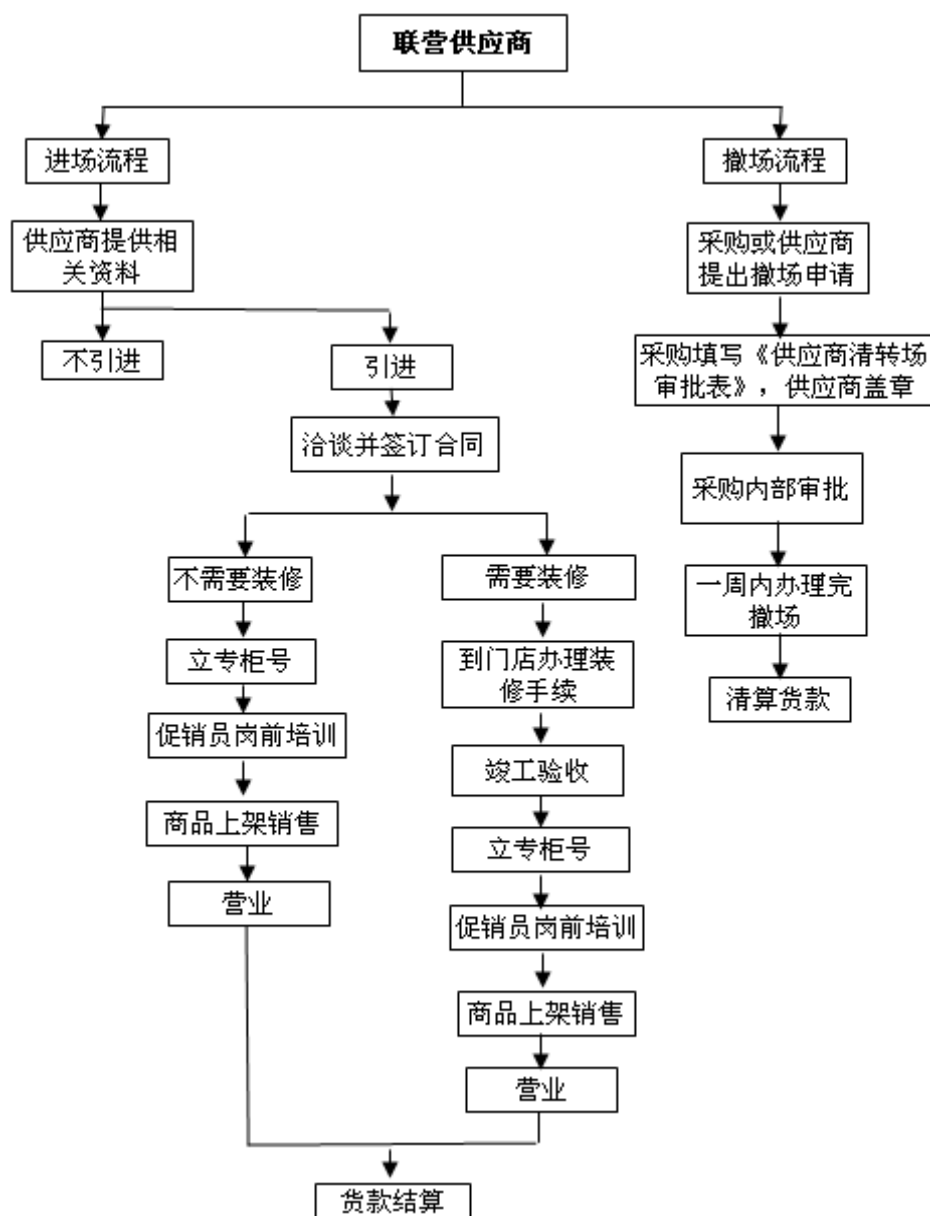 联营供应商
进场流程
撤场流程
供应商提供相
关资料
采购或供应商
提出撤场申请
不引进
引进
采购填写《供应商清转场
审批表》，供应商盖章
洽谈并签订合同
采购内部审批
不需要装修
需要装修
一周内办理完
撤场
立专柜号
到门店办理装
修手续
清算货款
促销员岗前培训
竣工验收
商品上架销售
立专柜号
营业
促销员岗前培训
商品上架销售
营业
货款结算